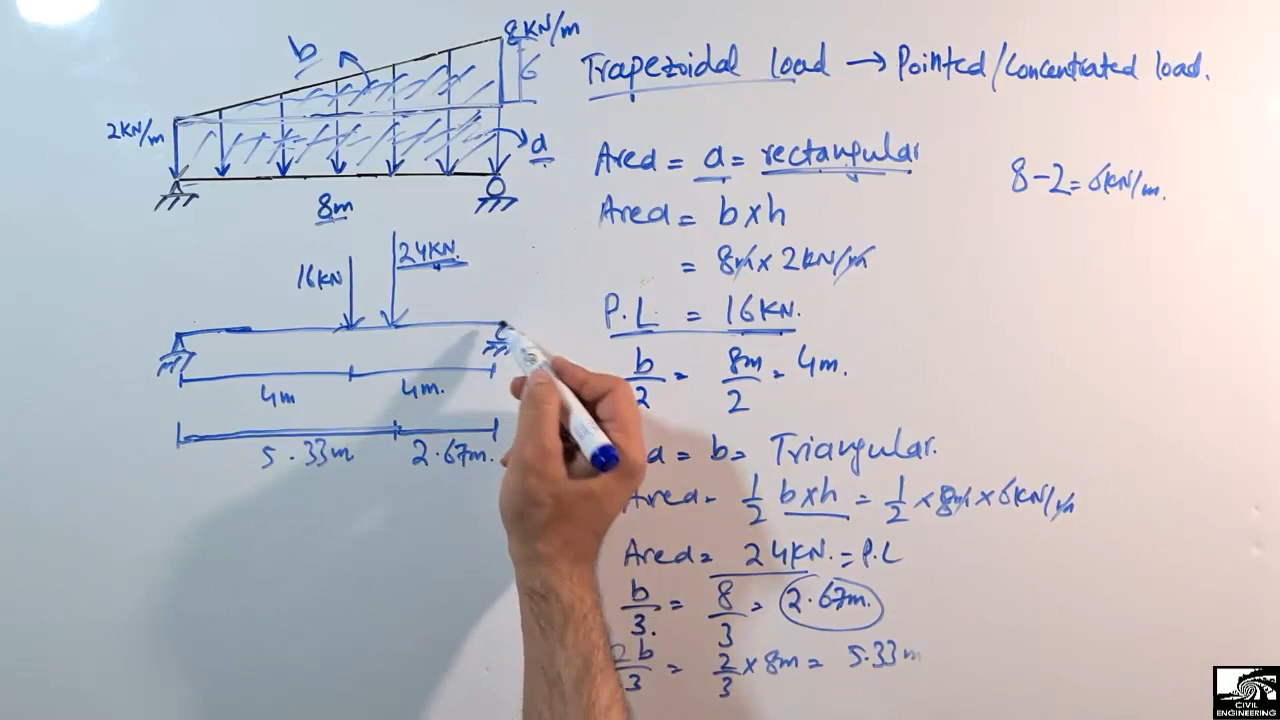 8KN/m
b
6
2KN/m
a
8m
16KN
24KN.
4m
4m.
5.33m
2.67m.
Trapezoidal load → Pointed/Concentrated load.
Area = a = rectangular
8-2=6KN/m.
Area = b×h
= 8m × 2KN/m
P.L = 16KN.
b/2 = 8m/2 = 4m.
a = b = Triangular.
Area = 1/2 b×h = 1/2 × 8m × 6KN/m
Area = 24KN. = P.L
b/3. = 8/3 = 2.67m.
2b/3 = 2/3 × 8m = 5.33m
CIVIL
ENGINEERING